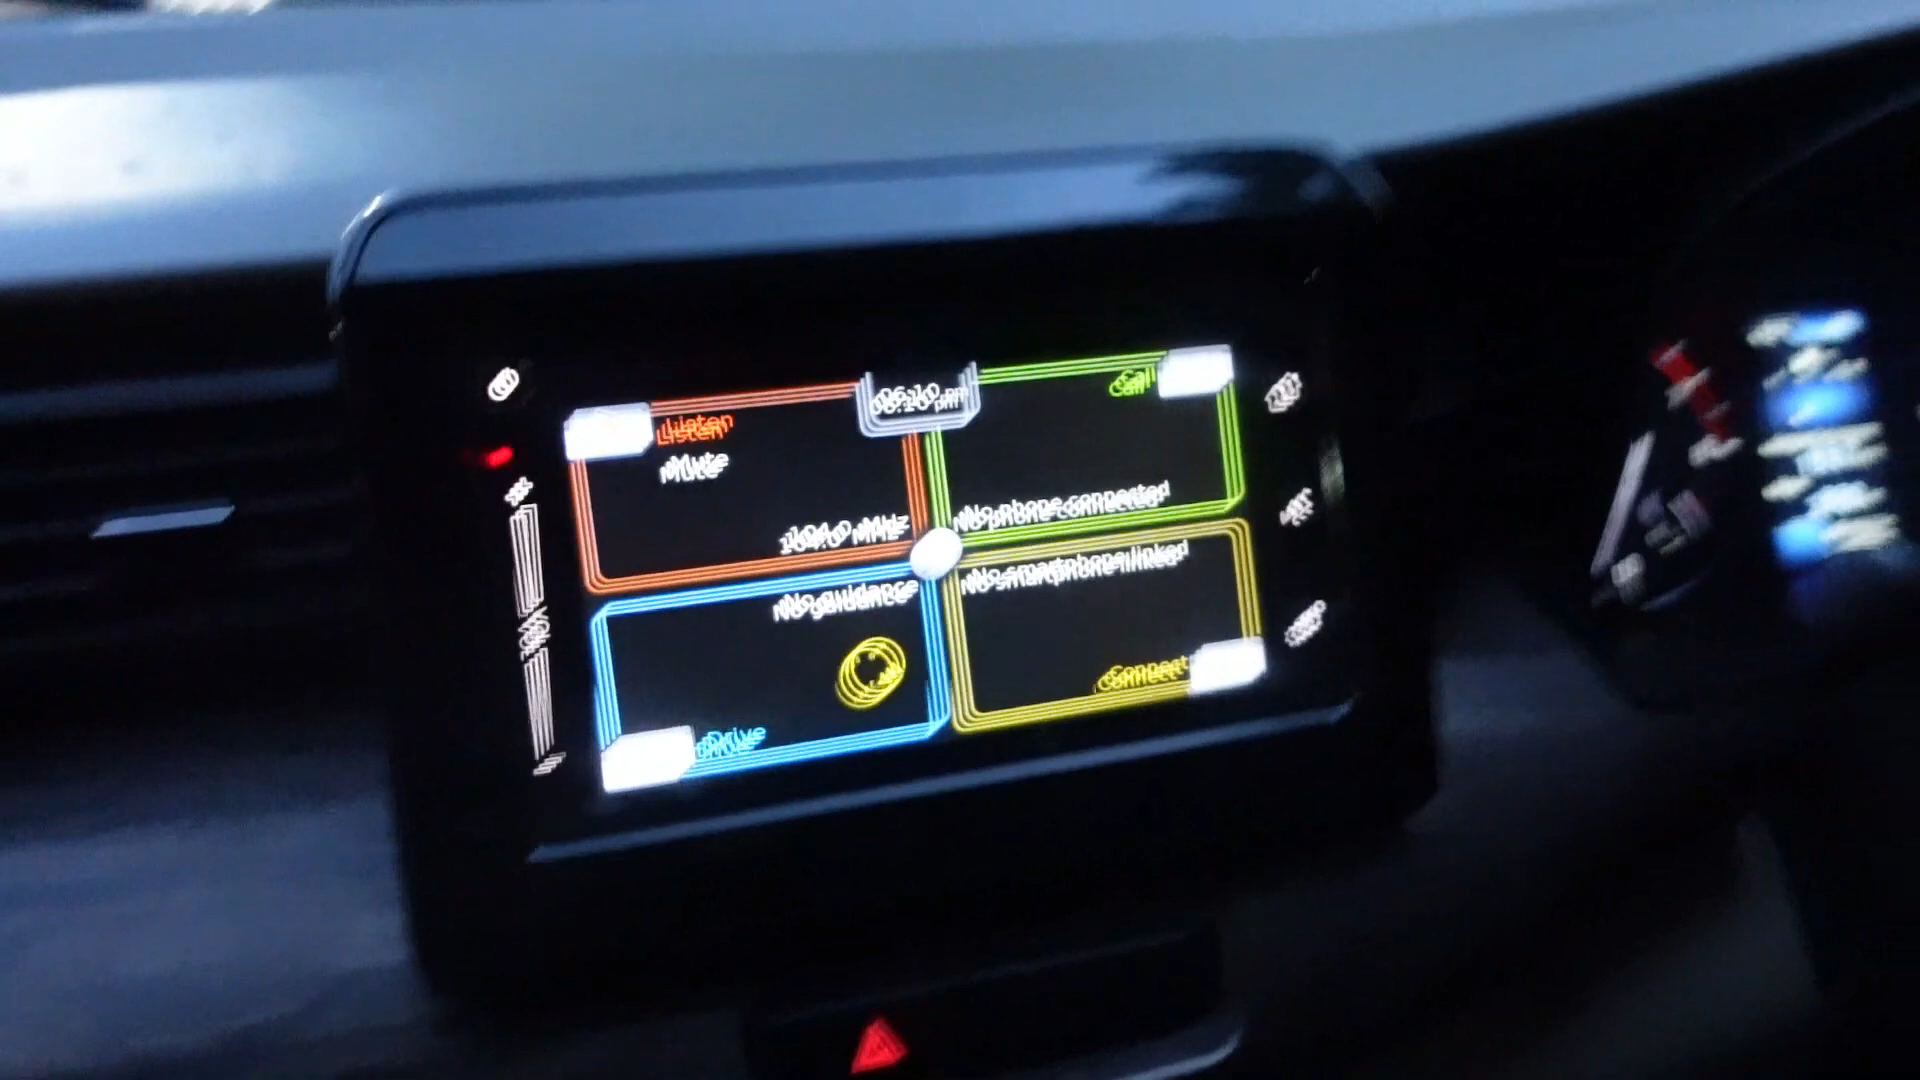 06:10 pm
Listen
Mute
104.0 MHz
Call
No phone connected
No guidance
Drive
No smartphone linked
Connect
VOL